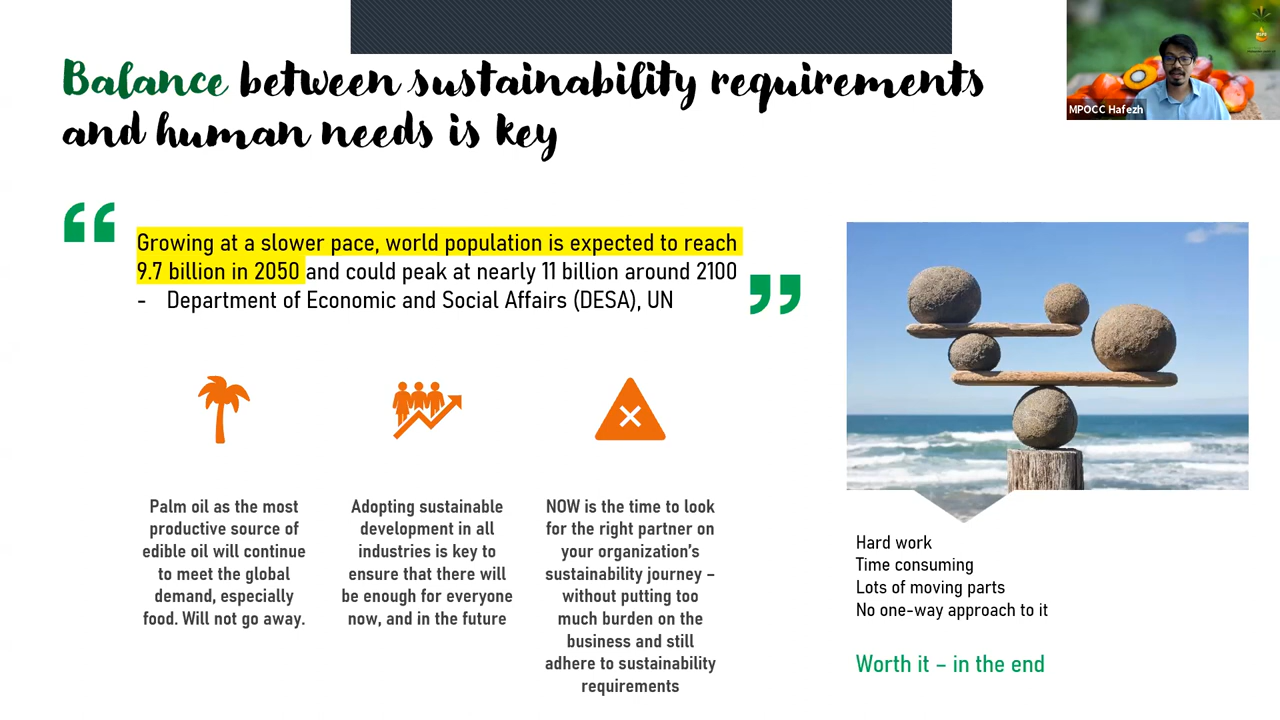 Balance between sustainability requirements
and human needs is key
MPOCC Hafezh
“
Growing at a slower pace, world population is expected to reach
9.7 billion in 2050 and could peak at nearly 11 billion around 2100
- Department of Economic and Social Affairs (DESA), UN
”
Palm oil as the most
productive source of
edible oil will continue
to meet the global
demand, especially
food. Will not go away.
Adopting sustainable
development in all
industries is key to
ensure that there will
be enough for everyone
now, and in the future
NOW is the time to look
for the right partner on
your organization's
sustainability journey –
without putting too
much burden on the
business and still
adhere to sustainability
requirements
Hard work
Time consuming
Lots of moving parts
No one-way approach to it
Worth it – in the end